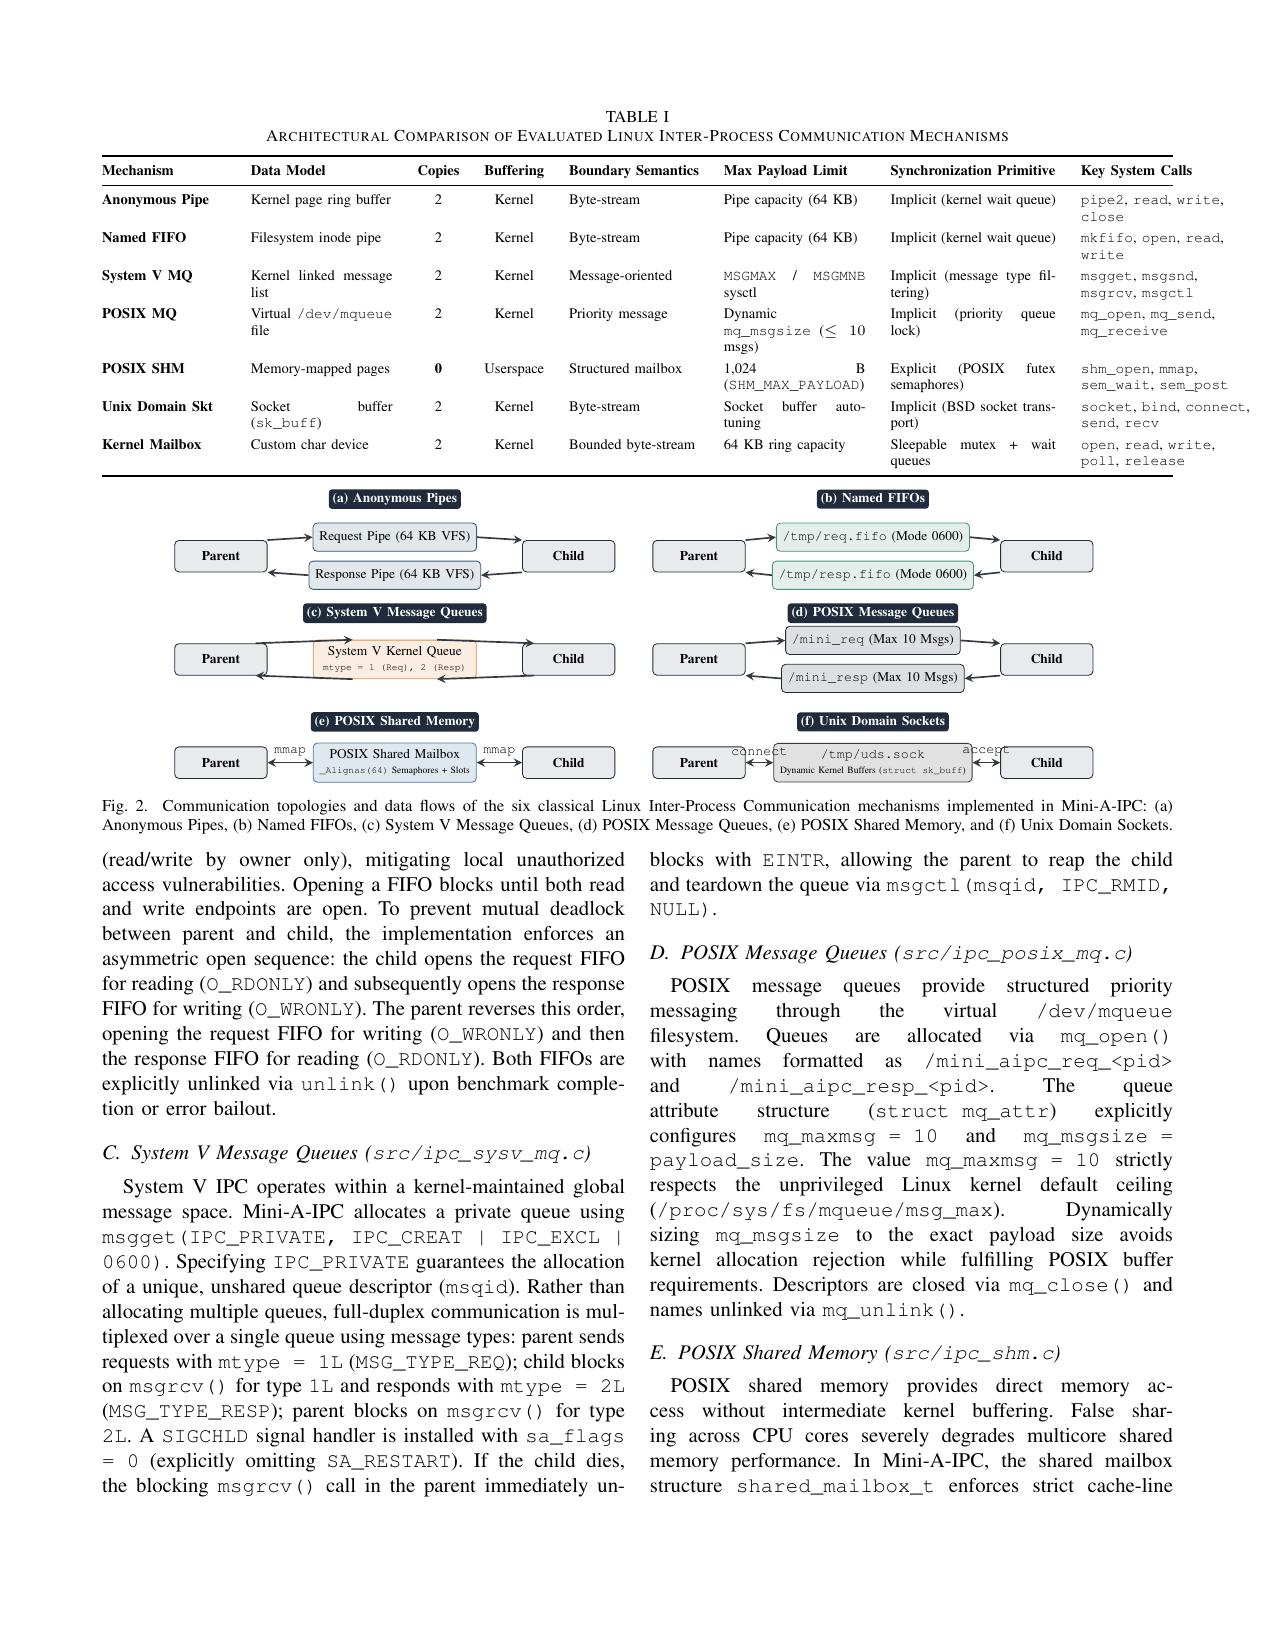 TABLE I
ARCHITECTURAL COMPARISON OF EVALUATED LINUX INTER-PROCESS COMMUNICATION MECHANISMS
Mechanism Data Model Copies Buffering Boundary Semantics Max Payload Limit Synchronization Primitive Key System Calls
Anonymous Pipe Kernel page ring buffer 2 Kernel Byte-stream Pipe capacity (64 KB) Implicit (kernel wait queue) pipe2, read, write,
close
Named FIFO Filesystem inode pipe 2 Kernel Byte-stream Pipe capacity (64 KB) Implicit (kernel wait queue) mkfifo, open, read,
write
System V MQ Kernel linked message 2 Kernel Message-oriented MSGMAX / MSGMNB Implicit (message type fil- msgget, msgsnd,
list sysctl tering) msgrcv, msgctl
POSIX MQ Virtual /dev/mqueue 2 Kernel Priority message Dynamic Implicit (priority queue mq_open, mq_send,
file mq_msgsize (≤ 10 lock) mq_receive
msgs)
POSIX SHM Memory-mapped pages 0 Userspace Structured mailbox 1,024 B Explicit (POSIX futex shm_open, mmap,
(SHM_MAX_PAYLOAD) semaphores) sem_wait, sem_post
Unix Domain Skt Socket buffer 2 Kernel Byte-stream Socket buffer auto- Implicit (BSD socket trans- socket, bind, connect,
(sk_buff) tuning port) send, recv
Kernel Mailbox Custom char device 2 Kernel Bounded byte-stream 64 KB ring capacity Sleepable mutex + wait open, read, write,
queues poll, release
(a) Anonymous Pipes
Request Pipe (64 KB VFS)
Parent Child
Response Pipe (64 KB VFS)
(b) Named FIFOs
/tmp/req.fifo (Mode 0600)
Parent Child
/tmp/resp.fifo (Mode 0600)
(c) System V Message Queues
System V Kernel Queue
Parent Child
mtype = 1 (Req), 2 (Resp)
(d) POSIX Message Queues
/mini_req (Max 10 Msgs)
Parent Child
/mini_resp (Max 10 Msgs)
(e) POSIX Shared Memory
mmap POSIX Shared Mailbox mmap
Parent Child
_Alignas(64) Semaphores + Slots
(f) Unix Domain Sockets
connect /tmp/uds.sock accept
Parent Child
Dynamic Kernel Buffers (struct sk_buff)
Fig. 2. Communication topologies and data flows of the six classical Linux Inter-Process Communication mechanisms implemented in Mini-A-IPC: (a)
Anonymous Pipes, (b) Named FIFOs, (c) System V Message Queues, (d) POSIX Message Queues, (e) POSIX Shared Memory, and (f) Unix Domain Sockets.
(read/write by owner only), mitigating local unauthorized
access vulnerabilities. Opening a FIFO blocks until both read
and write endpoints are open. To prevent mutual deadlock
between parent and child, the implementation enforces an
asymmetric open sequence: the child opens the request FIFO
for reading (O_RDONLY) and subsequently opens the response
FIFO for writing (O_WRONLY). The parent reverses this order,
opening the request FIFO for writing (O_WRONLY) and then
the response FIFO for reading (O_RDONLY). Both FIFOs are
explicitly unlinked via unlink() upon benchmark comple-
tion or error bailout.
C. System V Message Queues (src/ipc_sysv_mq.c)
System V IPC operates within a kernel-maintained global
message space. Mini-A-IPC allocates a private queue using
msgget(IPC_PRIVATE, IPC_CREAT | IPC_EXCL |
0600). Specifying IPC_PRIVATE guarantees the allocation
of a unique, unshared queue descriptor (msqid). Rather than
allocating multiple queues, full-duplex communication is mul-
tiplexed over a single queue using message types: parent sends
requests with mtype = 1L (MSG_TYPE_REQ); child blocks
on msgrcv() for type 1L and responds with mtype = 2L
(MSG_TYPE_RESP); parent blocks on msgrcv() for type
2L. A SIGCHLD signal handler is installed with sa_flags
= 0 (explicitly omitting SA_RESTART). If the child dies,
the blocking msgrcv() call in the parent immediately un-
blocks with EINTR, allowing the parent to reap the child
and teardown the queue via msgctl(msqid, IPC_RMID,
NULL).
D. POSIX Message Queues (src/ipc_posix_mq.c)
POSIX message queues provide structured priority
messaging through the virtual /dev/mqueue
filesystem. Queues are allocated via mq_open()
with names formatted as /mini_aipc_req_<pid>
and /mini_aipc_resp_<pid>. The queue
attribute structure (struct mq_attr) explicitly
configures mq_maxmsg = 10 and mq_msgsize =
payload_size. The value mq_maxmsg = 10 strictly
respects the unprivileged Linux kernel default ceiling
(/proc/sys/fs/mqueue/msg_max). Dynamically
sizing mq_msgsize to the exact payload size avoids
kernel allocation rejection while fulfilling POSIX buffer
requirements. Descriptors are closed via mq_close() and
names unlinked via mq_unlink().
E. POSIX Shared Memory (src/ipc_shm.c)
POSIX shared memory provides direct memory ac-
cess without intermediate kernel buffering. False shar-
ing across CPU cores severely degrades multicore shared
memory performance. In Mini-A-IPC, the shared mailbox
structure shared_mailbox_t enforces strict cache-line